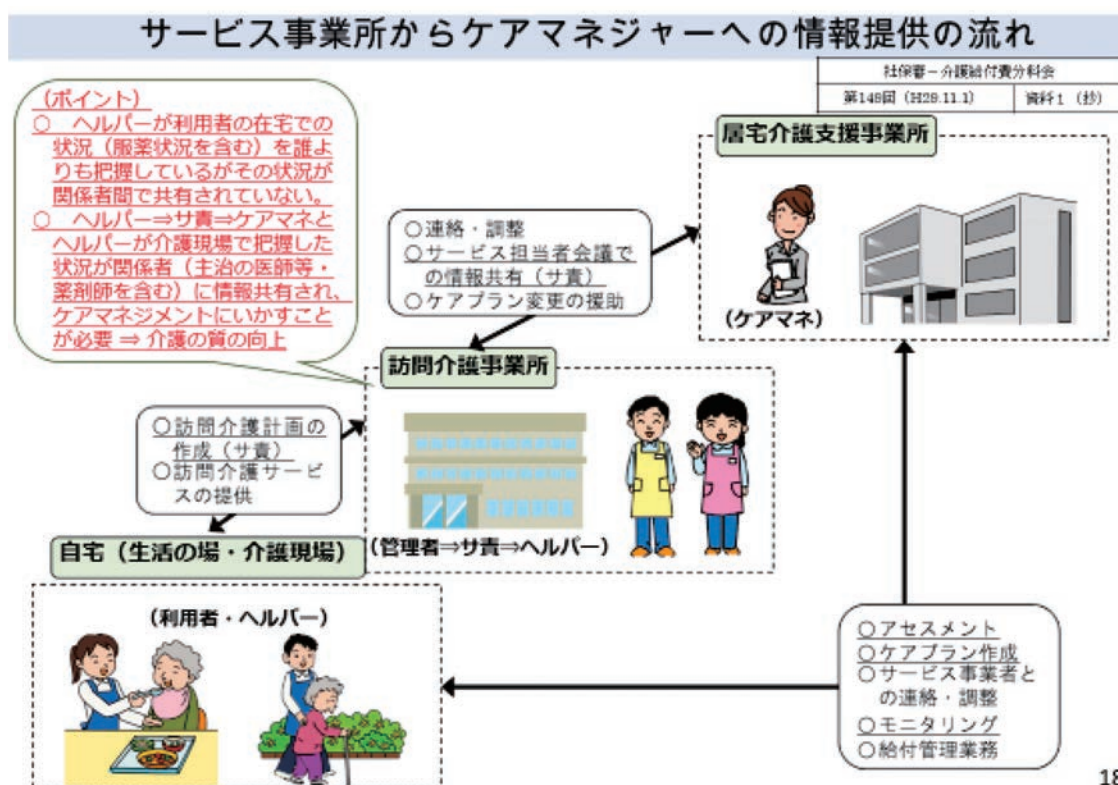 サービス事業所からケアマネジャーへの情報提供の流れ
社保審－介護給付費分科会
第149回（H29.11.1）
資料１（抄）
（ポイント）
○　ヘルパーが利用者の在宅での
状況（服薬状況を含む）を誰よ
りも把握しているがその状況が
関係者間で共有されていない。
○　ヘルパー⇒サ責⇒ケアマネと
ヘルパーが介護現場で把握した
状況が関係者（主治の医師等・
薬剤師を含む）に情報共有され、
ケアマネジメントにいかすこと
が必要 ⇒ 介護の質の向上
居宅介護支援事業所
（ケアマネ）
○連絡・調整
○サービス担当者会議で
の情報共有（サ責）
○ケアプラン変更の援助
訪問介護事業所
（管理者⇒サ責⇒ヘルパー）
○訪問介護計画の
作成（サ責）
○訪問介護サービ
スの提供
自宅（生活の場・介護現場）
（利用者・ヘルパー）
○アセスメント
○ケアプラン作成
○サービス事業者と
の連絡・調整
○モニタリング
○給付管理業務
18